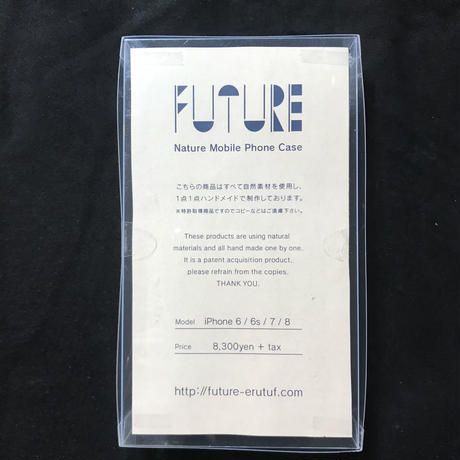 FUTURE
Nature Mobile Phone Case
こちらの商品はすべて自然素材を使用し、
1点1点ハンドメイドで制作しております。
※特許取得商品ですのでコピーなどはご遠慮下さい。
These products are using natural
materials and all hand made one by one.
It is a patent acquisition product,
please refrain from the copies.
THANK YOU.
Model iPhone 6 / 6s / 7 / 8
Price 8,300yen + tax
http://future-erutuf.com